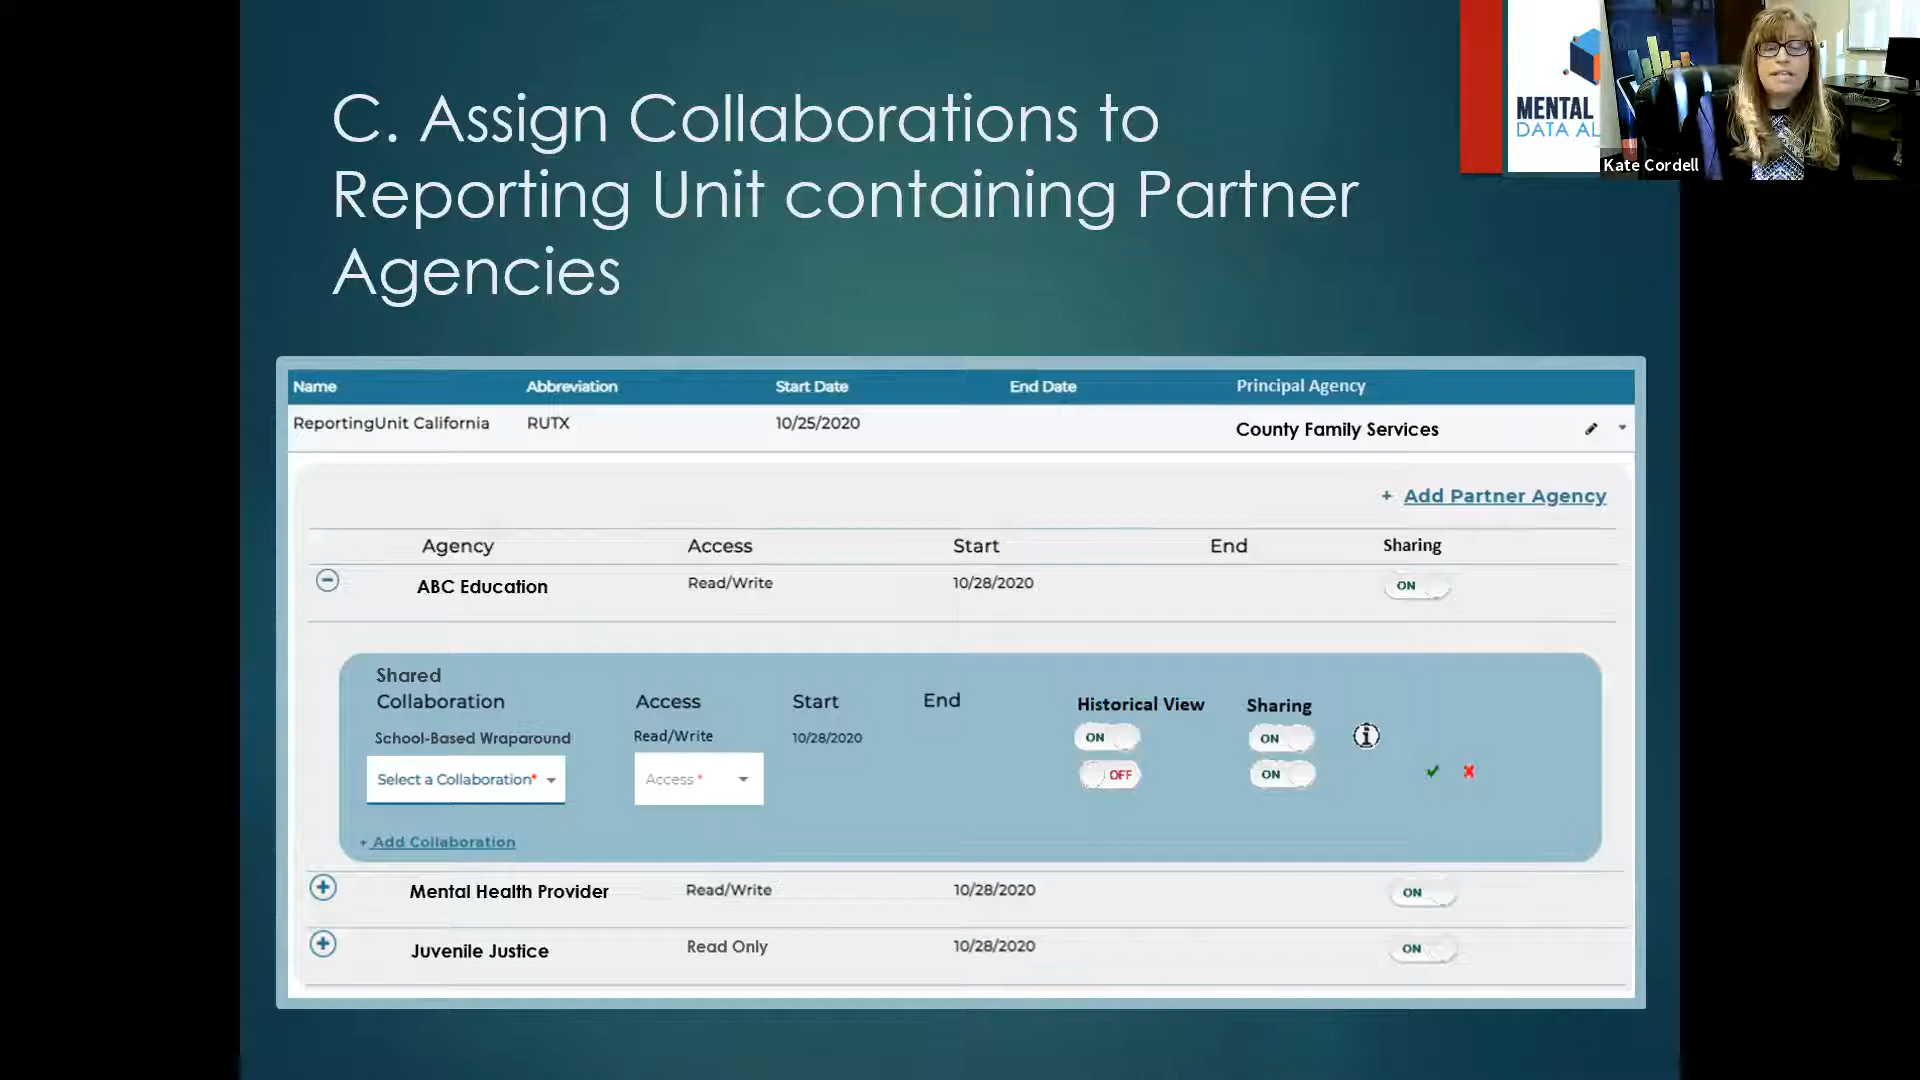 C. Assign Collaborations to
Reporting Unit containing Partner
Agencies
MENTAL
DATA AL
Kate Cordell
Name Abbreviation Start Date End Date Principal Agency
ReportingUnit California RUTX 10/25/2020 County Family Services
+ Add Partner Agency
Agency Access Start End Sharing
ABC Education Read/Write 10/28/2020 ON
Shared
Collaboration Access Start End Historical View Sharing
School-Based Wraparound Read/Write 10/28/2020 ON ON
Select a Collaboration* Access * OFF ON
+ Add Collaboration
Mental Health Provider Read/Write 10/28/2020 ON
Juvenile Justice Read Only 10/28/2020 ON